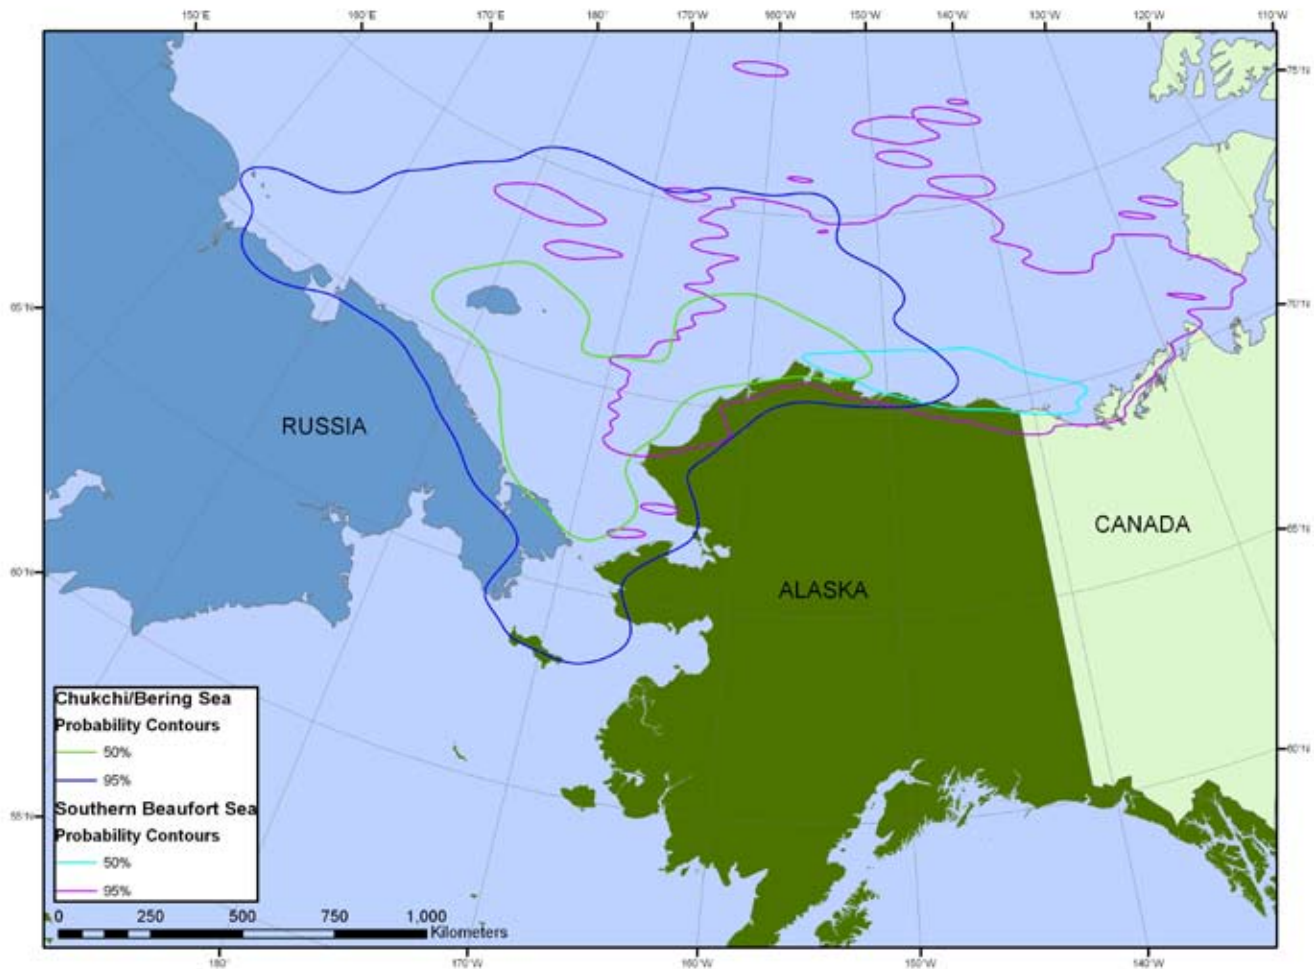 150°E 160°E 170°E 180° 170°W 160°W 150°W 140°W 130°W 120°W 110°W
75°N
65°N
70°N
RUSSIA
CANADA
65°N
60°N
ALASKA
Chukchi/Bering Sea
Probability Contours
50%
95%
60°N
Southern Beaufort Sea
Probability Contours
55°N
50%
95%
0 250 500 750 1,000
Kilometers
180° 170°W 160°W 150°W 140°W